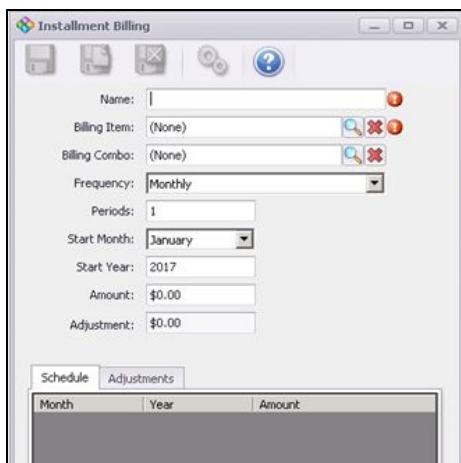 Installment Billing
Name:
Billing Item: (None)
Billing Combo: (None)
Frequency: Monthly
Periods: 1
Start Month: January
Start Year: 2017
Amount: $0.00
Adjustment: $0.00
Schedule Adjustments
Month Year Amount